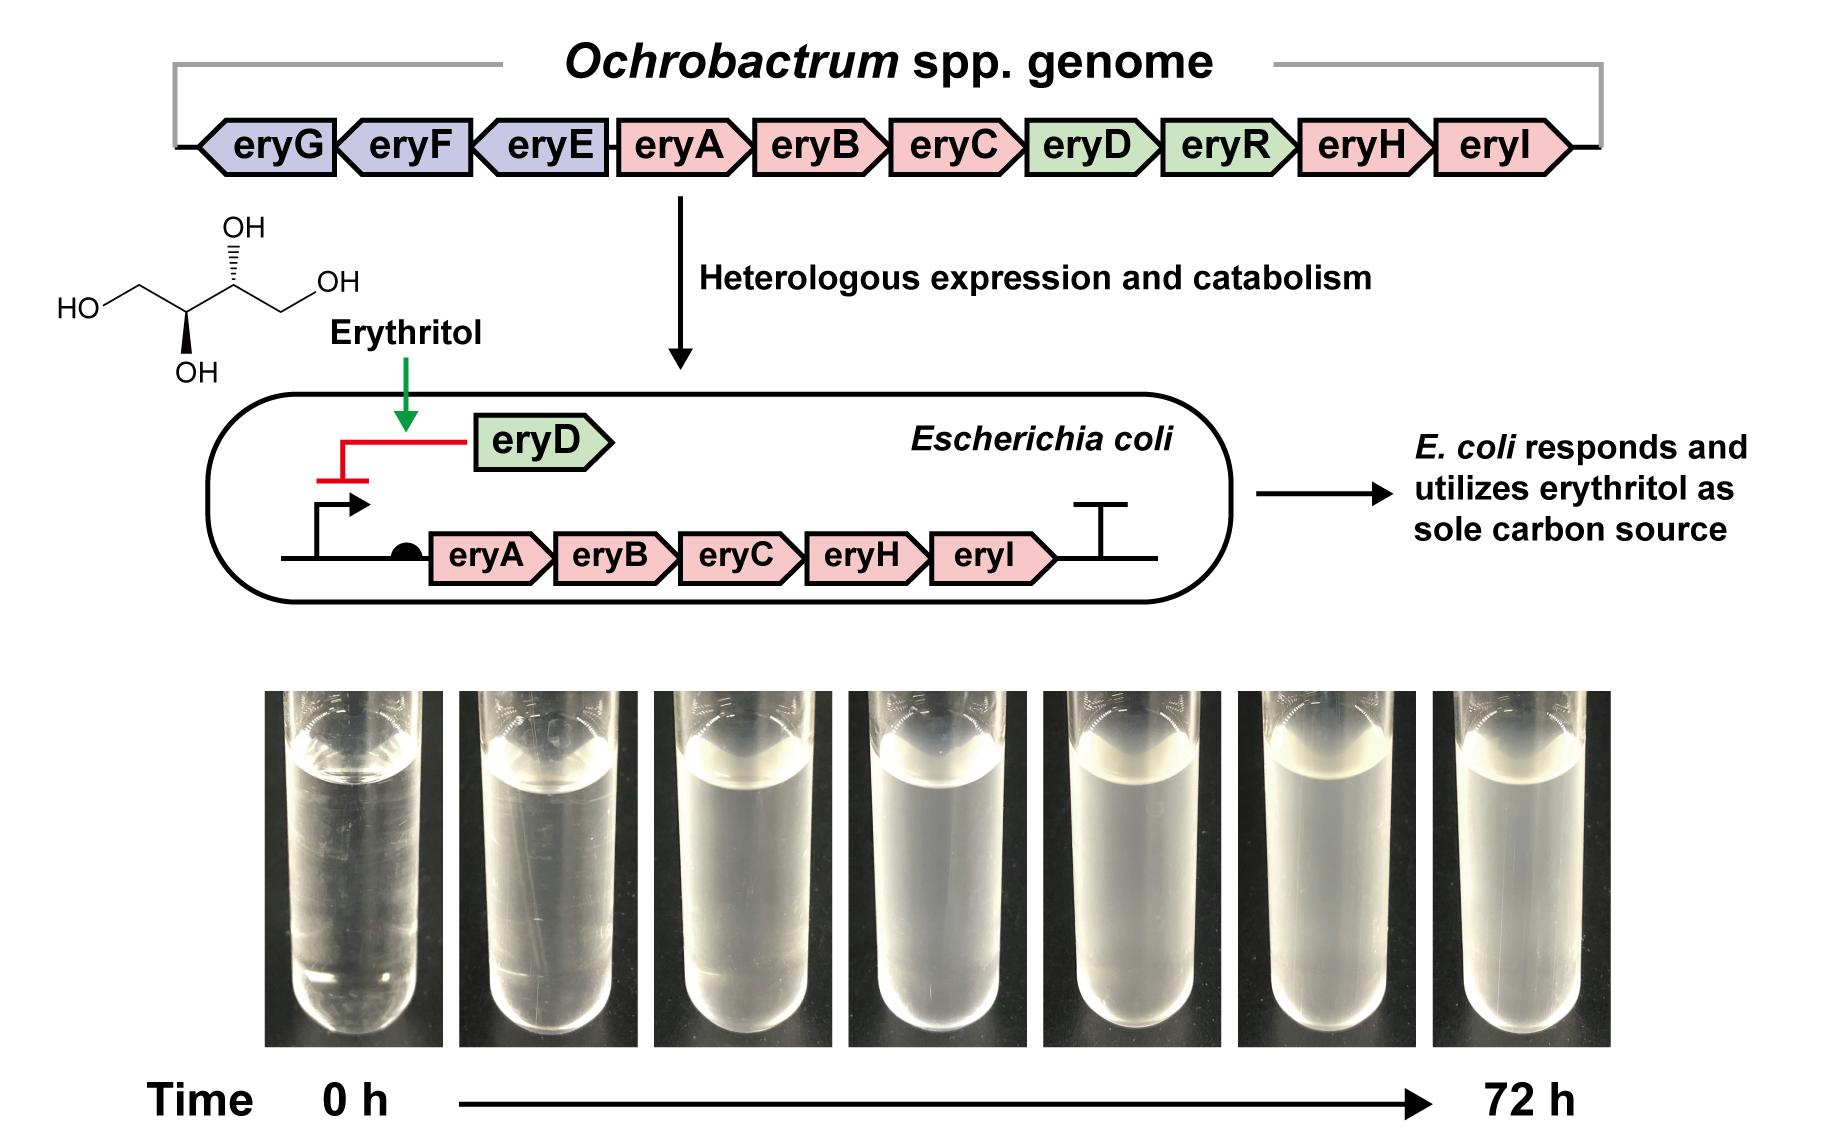 Ochrobactrum spp. genome
eryG eryF eryE eryA eryB eryC eryD eryR eryH eryI
OH
HO
OH
OH
Heterologous expression and catabolism
Erythritol
eryD
Escherichia coli
eryA eryB eryC eryH eryI
E. coli responds and
utilizes erythritol as
sole carbon source
Time 0 h 72 h